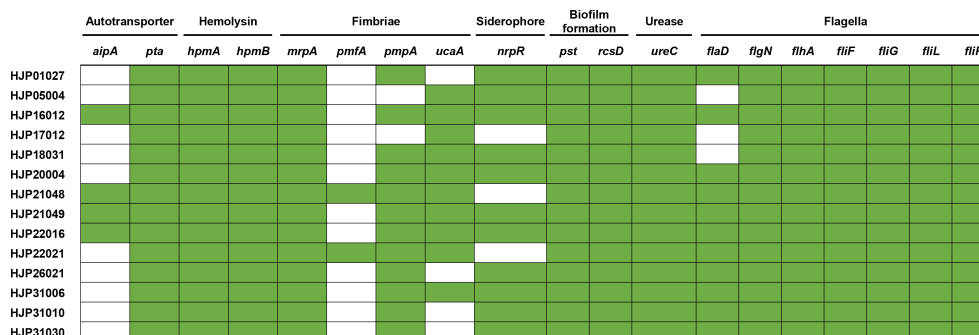 Autotransporter Hemolysin Fimbriae Siderophore Biofilm formation Urease Flagella
aipA pta hpmA hpmB mrpA pmfA pmpA ucaA nrpR pst rcsD ureC flaD flgN flhA fliF fliG fliL
HJP01027
HJP05004
HJP16012
HJP17012
HJP18031
HJP20004
HJP21048
HJP21049
HJP22016
HJP22021
HJP26021
HJP31006
HJP31010
HJP31030